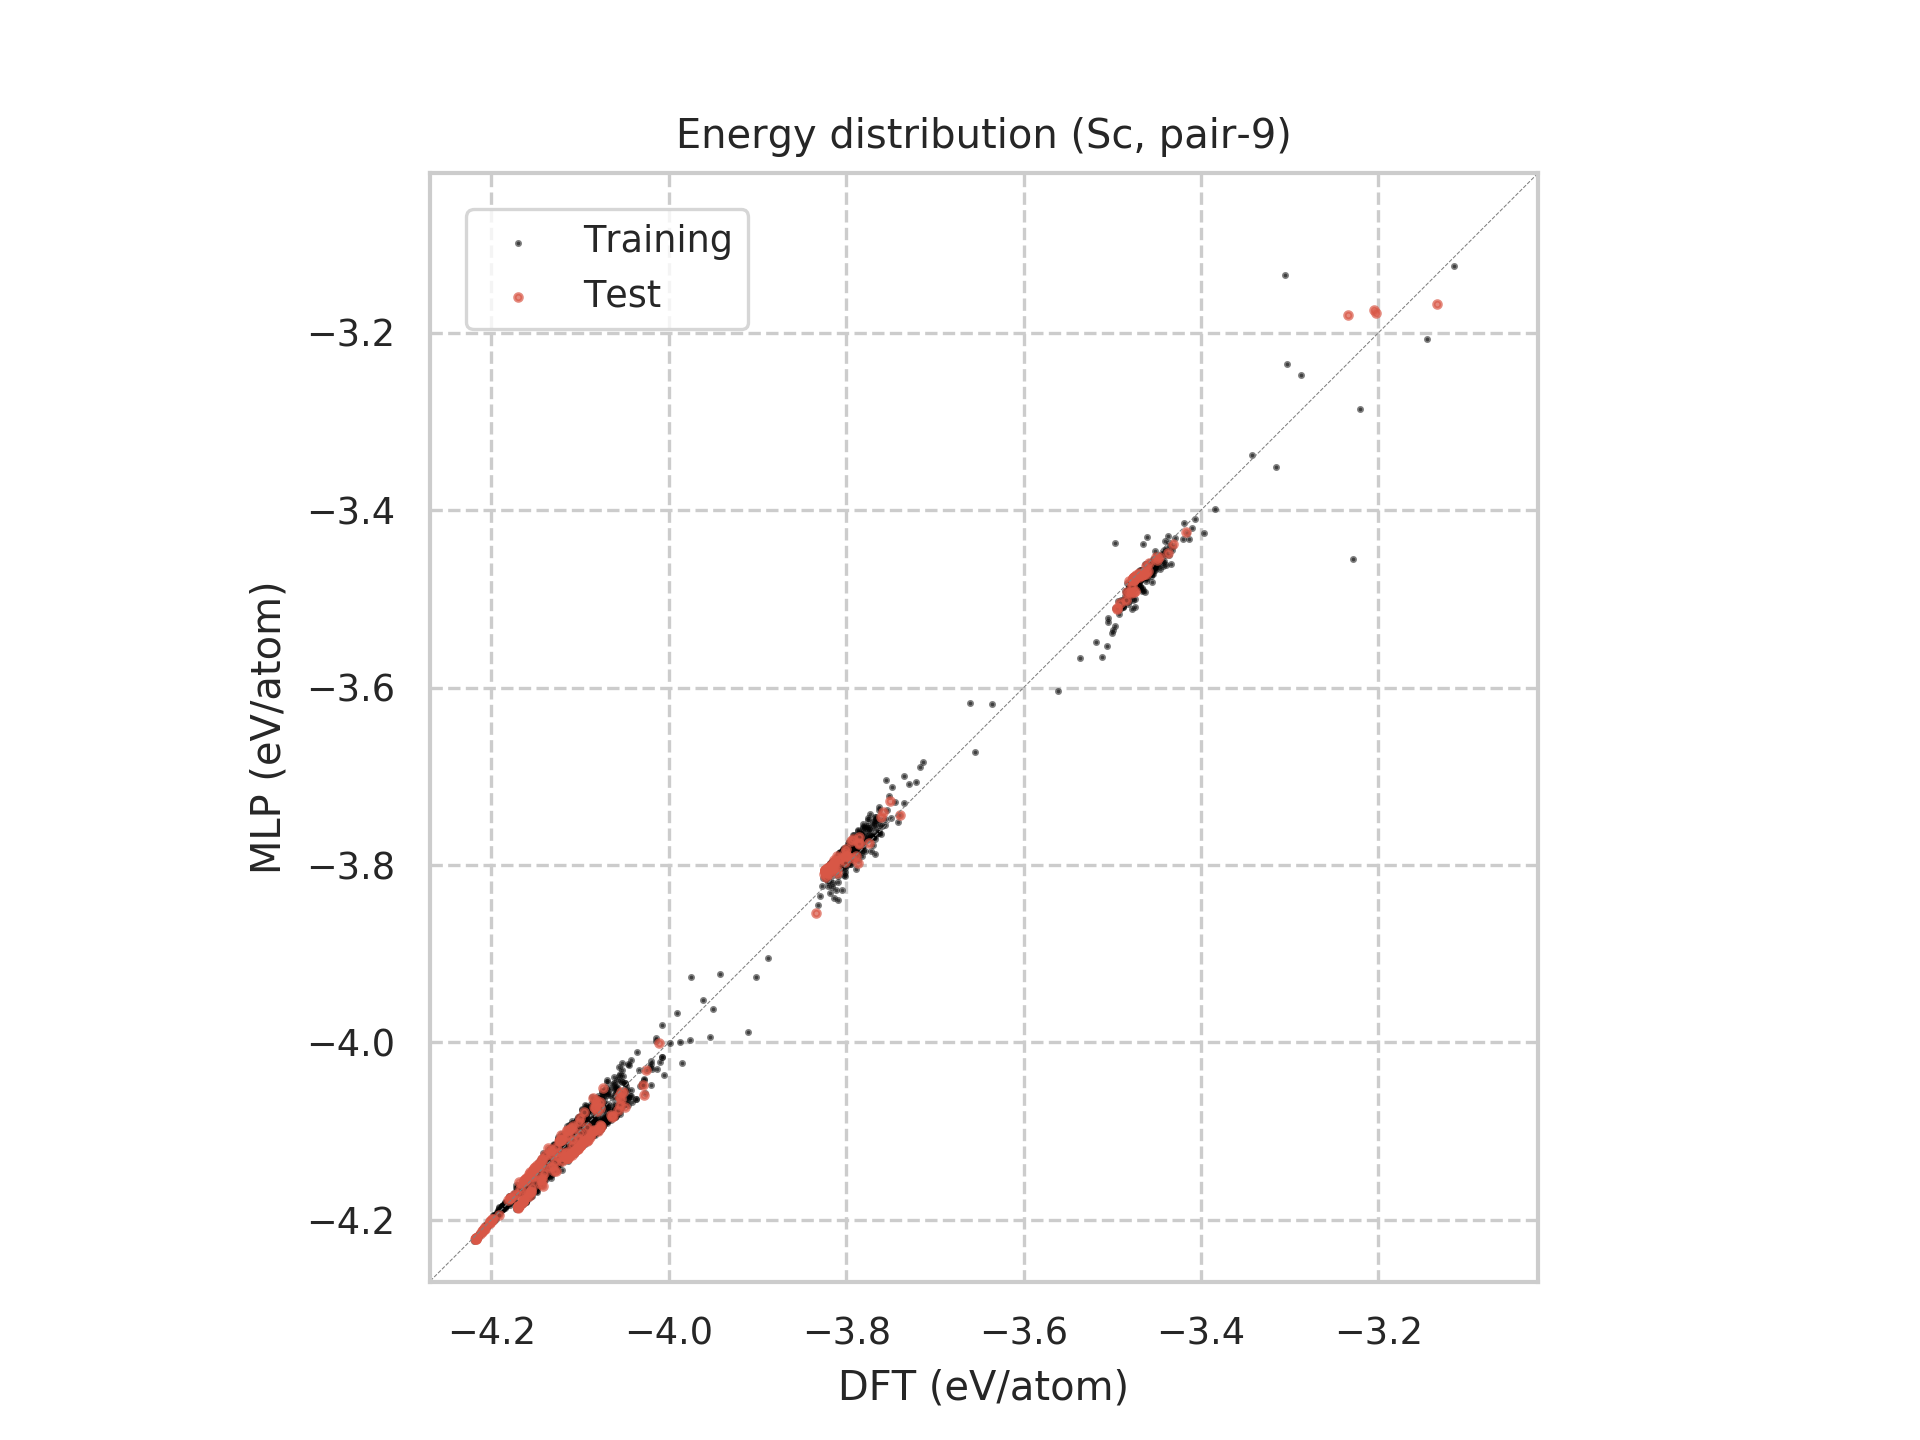 Energy distribution (Sc, pair-9)
Training
Test
−3.2
−3.4
−3.6
−3.8
−4.0
−4.2
MLP (eV/atom)
−4.2 −4.0 −3.8 −3.6 −3.4 −3.2
DFT (eV/atom)